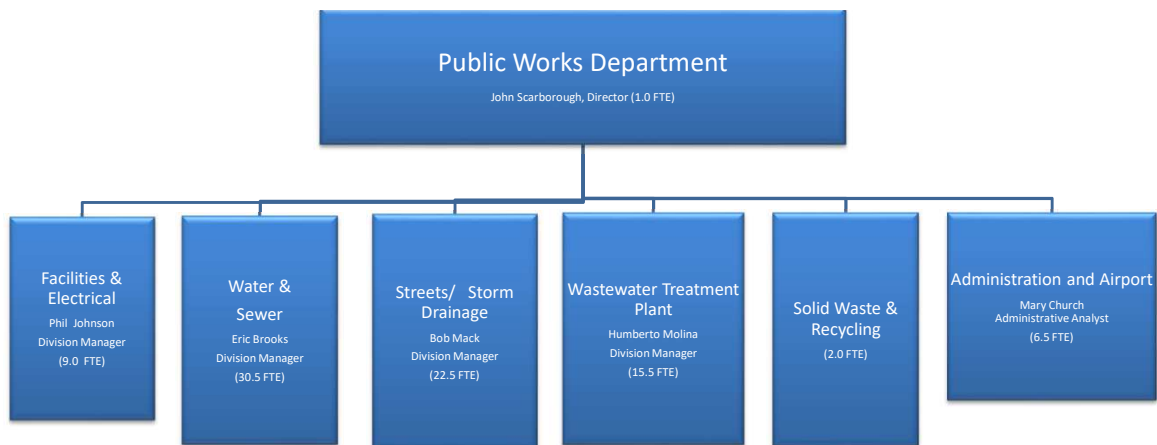 Public Works Department
John Scarborough, Director (1.0 FTE)
Facilities &
Electrical
Phil Johnson
Division Manager
(9.0 FTE)
Water &
Sewer
Eric Brooks
Division Manager
(30.5 FTE)
Streets/ Storm
Drainage
Bob Mack
Division Manager
(22.5 FTE)
Wastewater Treatment
Plant
Humberto Molina
Division Manager
(15.5 FTE)
Solid Waste &
Recycling
(2.0 FTE)
Administration and Airport
Mary Church
Administrative Analyst
(6.5 FTE)